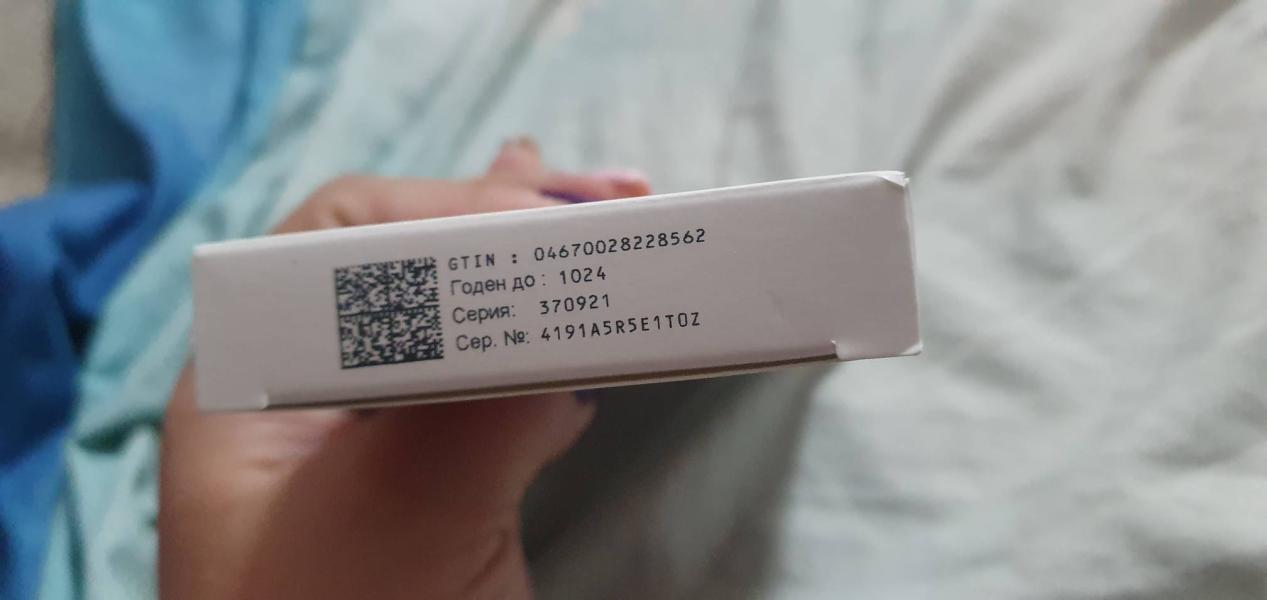 GTIN : 04670028228562
Годен до : 1024
Серия: 370921
Сер. №: 4191A5R5E1T0Z